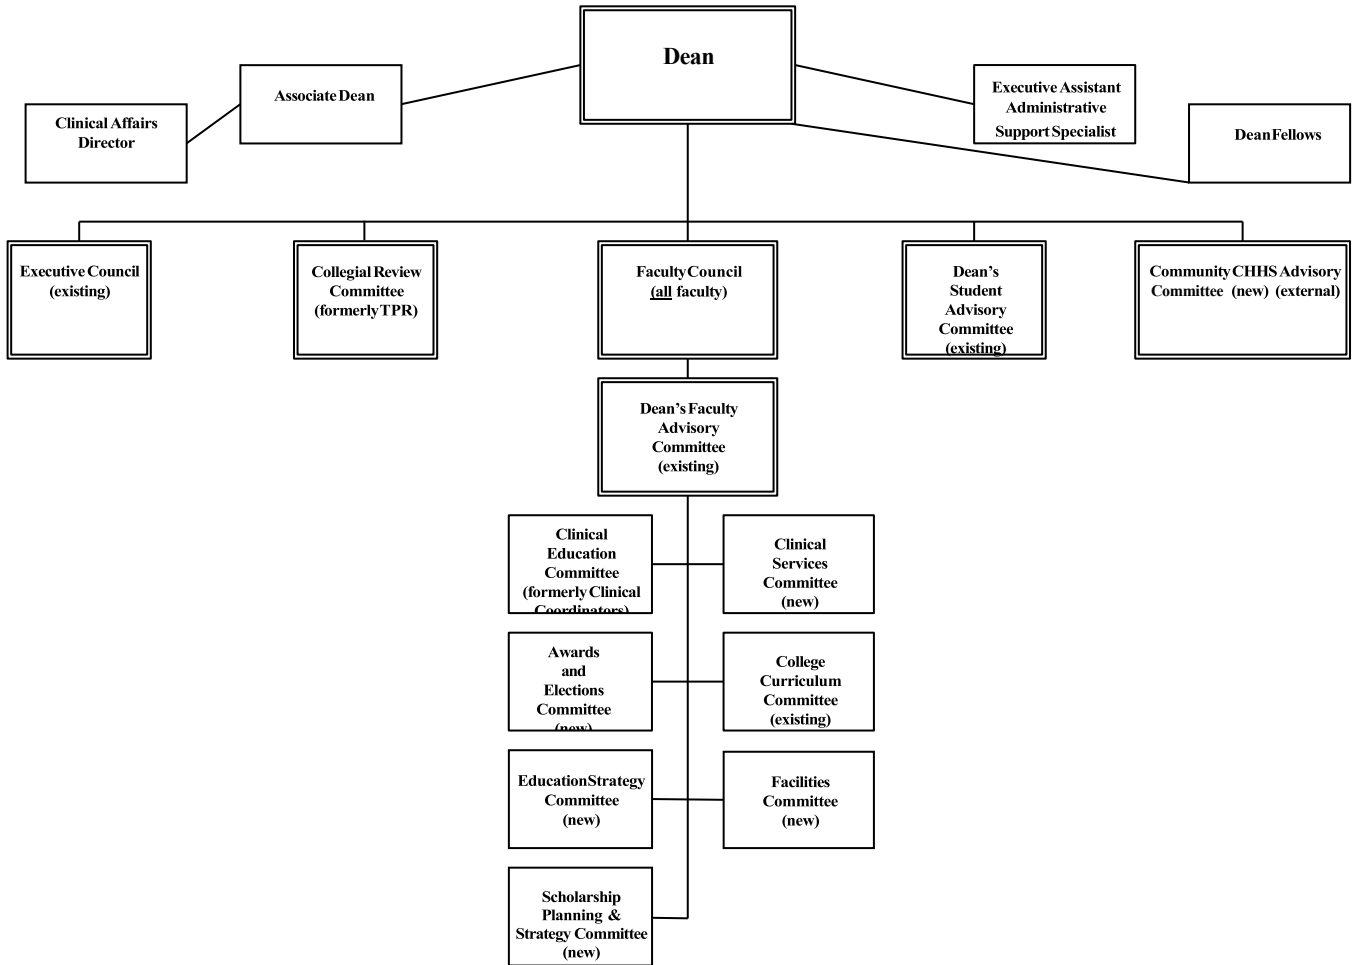 Dean
Associate Dean
Executive Assistant
Administrative
Support Specialist
Clinical Affairs
Director
Dean Fellows
Executive Council
(existing)
Collegial Review
Committee
(formerly TPR)
Faculty Council
(all faculty)
Dean's
Student
Advisory
Committee
(existing)
Community CHHS Advisory
Committee (new) (external)
Dean's Faculty
Advisory
Committee
(existing)
Clinical
Education
Committee
(formerly Clinical
Coordinators)
Clinical
Services
Committee
(new)
Awards
and
Elections
Committee
(new)
College
Curriculum
Committee
(existing)
Education Strategy
Committee
(new)
Facilities
Committee
(new)
Scholarship
Planning &
Strategy Committee
(new)